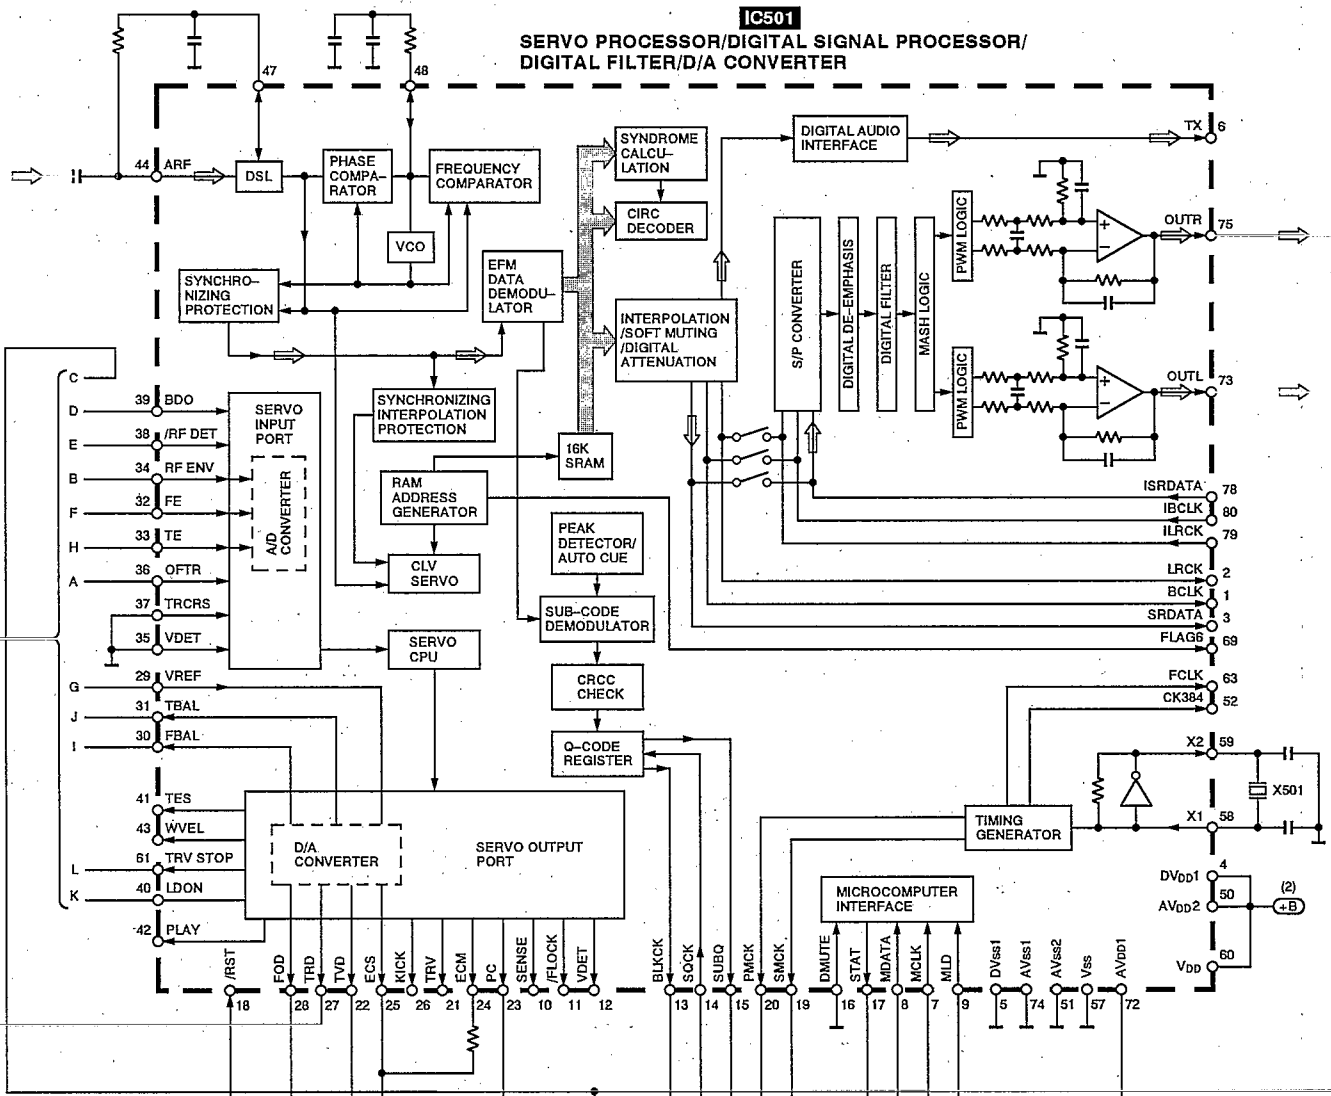 IC501
SERVO PROCESSOR/DIGITAL SIGNAL PROCESSOR/
DIGITAL FILTER/D/A CONVERTER
47
48
44 ARF
DSL
PHASE
COMPA-
RATOR
FREQUENCY
COMPARATOR
VCO
SYNCHRO-
NIZING
PROTECTION
EFM
DATA
DEMODU-
LATOR
SYNCHRONIZING
INTERPOLATION
PROTECTION
SYNDROME
CALCU-
LATION
CIRC
DECODER
INTERPOLATION
/SOFT MUTING
/DIGITAL
ATTENUATION
16K
SRAM
RAM
ADDRESS
GENERATOR
CLV
SERVO
DIGITAL AUDIO
INTERFACE
S/P CONVERTER
DIGITAL DE-EMPHASIS
DIGITAL FILTER
MASH LOGIC
PWM LOGIC
PWM LOGIC
+
-
+
-
TX 6
OUTR 75
OUTL 73
ISRDATA 78
IBCLK 80
ILRCK 79
LRCK 2
BCLK 1
SRDATA 3
FLAG6 69
FCLK 63
CK384 52
X2 59
X501
X1 58
DVDD1 4
AVDD2 50
(2)
+B
VDD 60
C
D 39 BDO
E 38 /RF DET
B 34 RF ENV
F 32 FE
H 33 TE
A 36 OFTR
37 TRCRS
35 VDET
G 29 VREF
J 31 TBAL
I 30 FBAL
41 TES
43 WVEL
L 61 TRV STOP
K 40 LDON
42 PLAY
SERVO
INPUT
PORT
A/D
CONVERTER
SERVO
CPU
PEAK
DETECTOR/
AUTO CUE
SUB-CODE
DEMODULATOR
CRCC
CHECK
Q-CODE
REGISTER
D/A
CONVERTER
SERVO OUTPUT
PORT
TIMING
GENERATOR
MICROCOMPUTER
INTERFACE
/RST 18
FOD 28
TRD 27
TVD 22
ECS 25
KICK 26
TRV 21
ECM 24
PC 23
SENSE 10
/FLOCK 11
VDET 12
BLKCK 13
SQCK 14
SUBQ 15
PMCK 20
SMCK 19
DMUTE 16
STAT 17
MDATA 8
MCLK 7
MLD 9
DVSS1 5
AVSS1 74
AVSS2 51
VSS 57
AVDD1 72